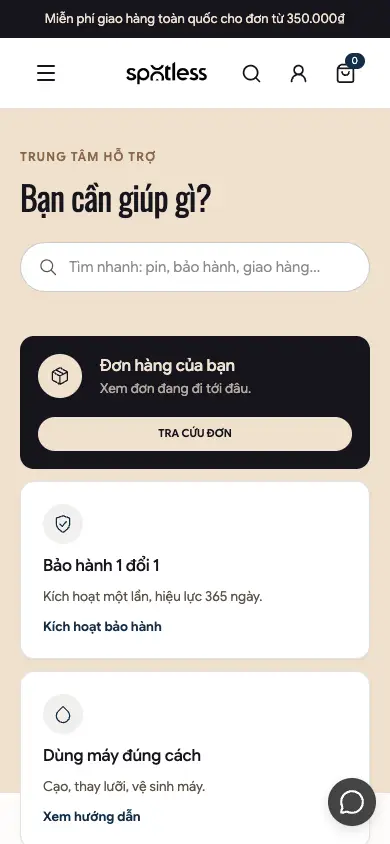 Miễn phí giao hàng toàn quốc cho đơn từ 350.000₫
spotless
0
TRUNG TÂM HỖ TRỢ
Bạn cần giúp gì?
Tìm nhanh: pin, bảo hành, giao hàng...
Đơn hàng của bạn
Xem đơn đang đi tới đâu.
TRA CỨU ĐƠN
Bảo hành 1 đổi 1
Kích hoạt một lần, hiệu lực 365 ngày.
Kích hoạt bảo hành
Dùng máy đúng cách
Cạo, thay lưỡi, vệ sinh máy.
Xem hướng dẫn